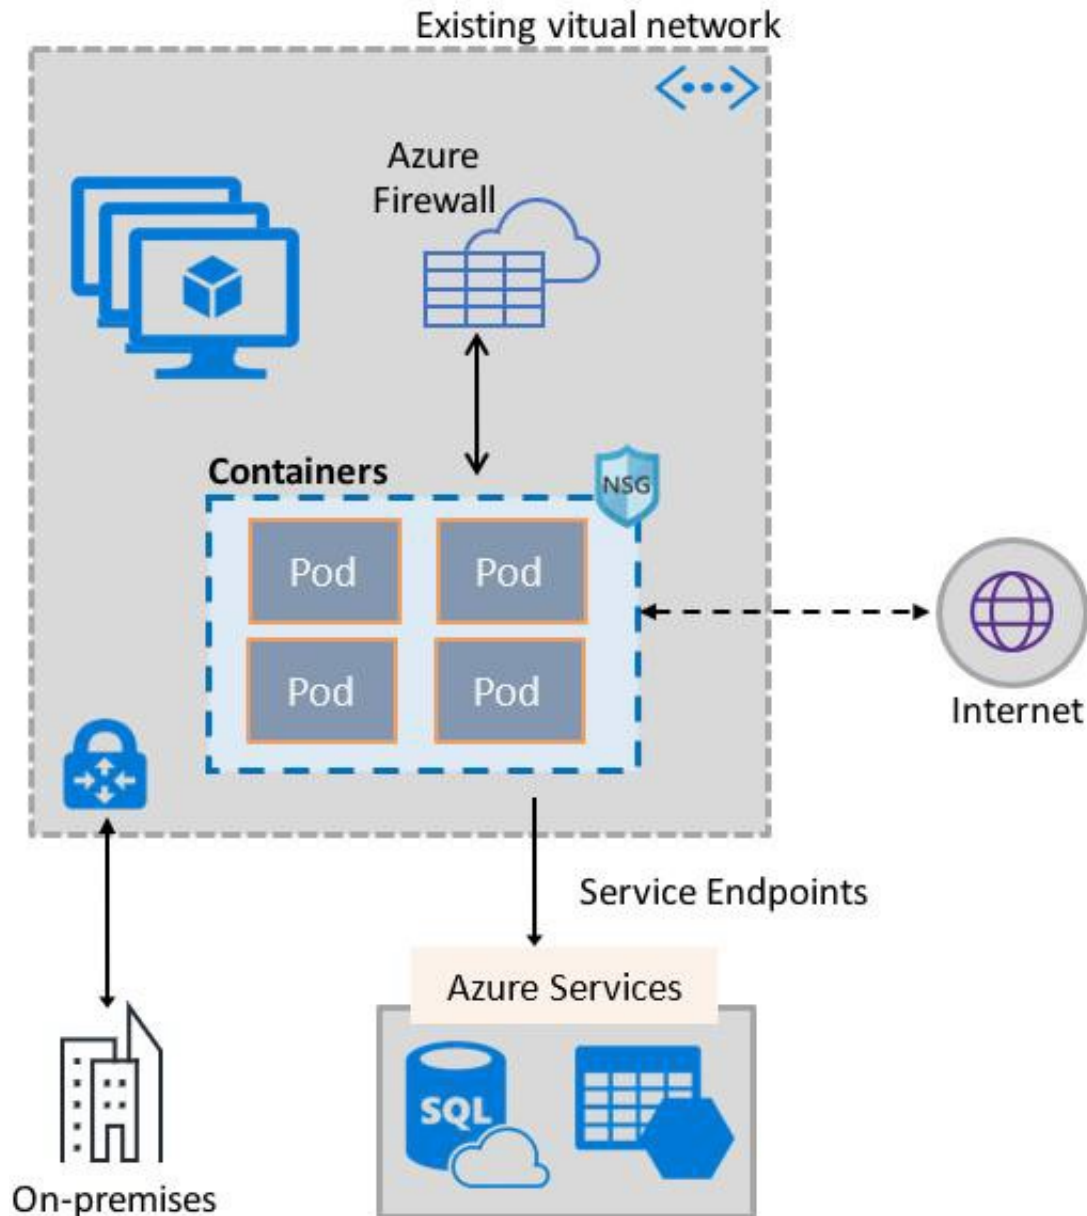 Existing vitual network
Azure
Firewall
Containers
NSG
Pod
Pod
Pod
Pod
Internet
Service Endpoints
Azure Services
SQL
On-premises